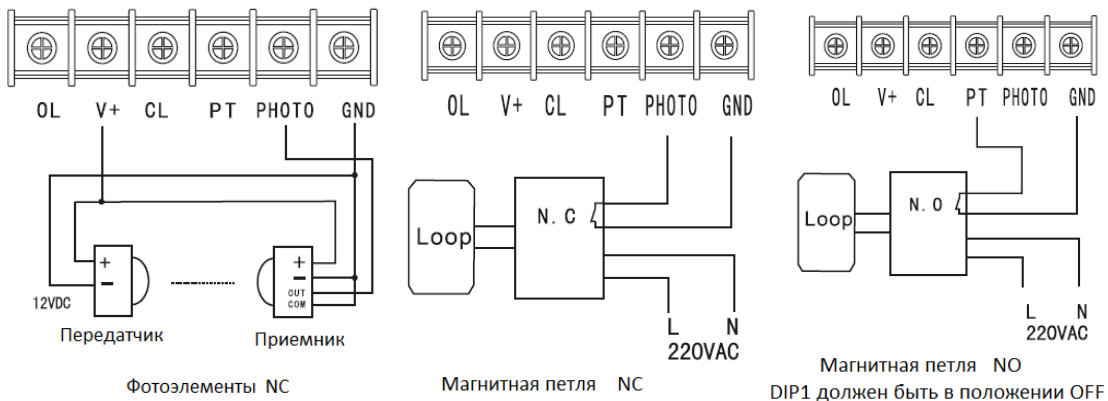 OL V+ CL PT PHOTO GND
+
−
12VDC
Передатчик
+
−
OUT
COM
Приемник
Фотоэлементы NC
OL V+ CL PT PHOTO GND
Loop
N.C
L N
220VAC
Магнитная петля NC
OL V+ CL PT PHOTO GND
Loop
N.O
L N
220VAC
Магнитная петля NO
DIP1 должен быть в положении OFF